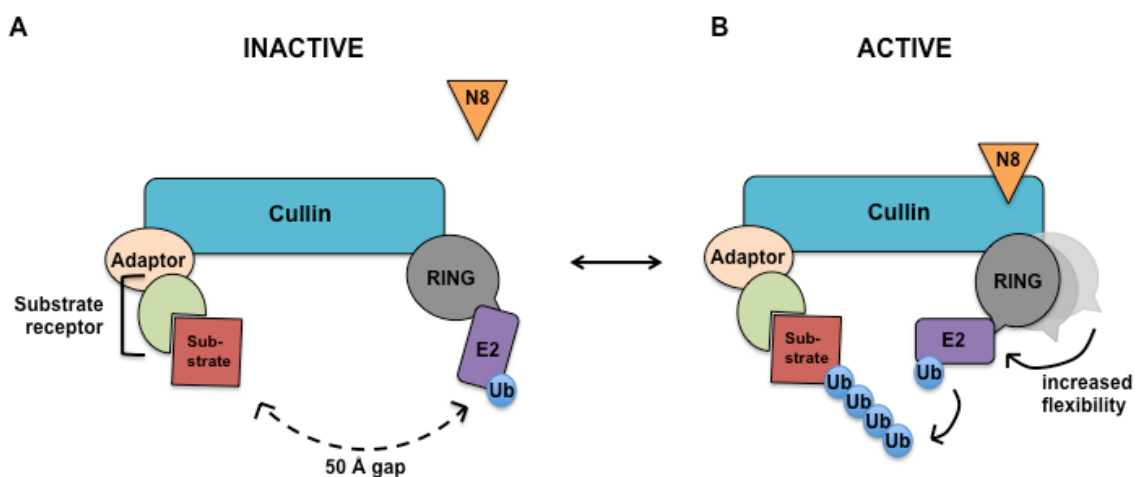 A
INACTIVE
N8
Cullin
Adaptor
RING
Substrate
receptor
Sub-
strate
E2
Ub
50 Å gap
B
ACTIVE
N8
Cullin
Adaptor
RING
Sub-
strate
E2
Ub
Ub
Ub
Ub
Ub
increased
flexibility